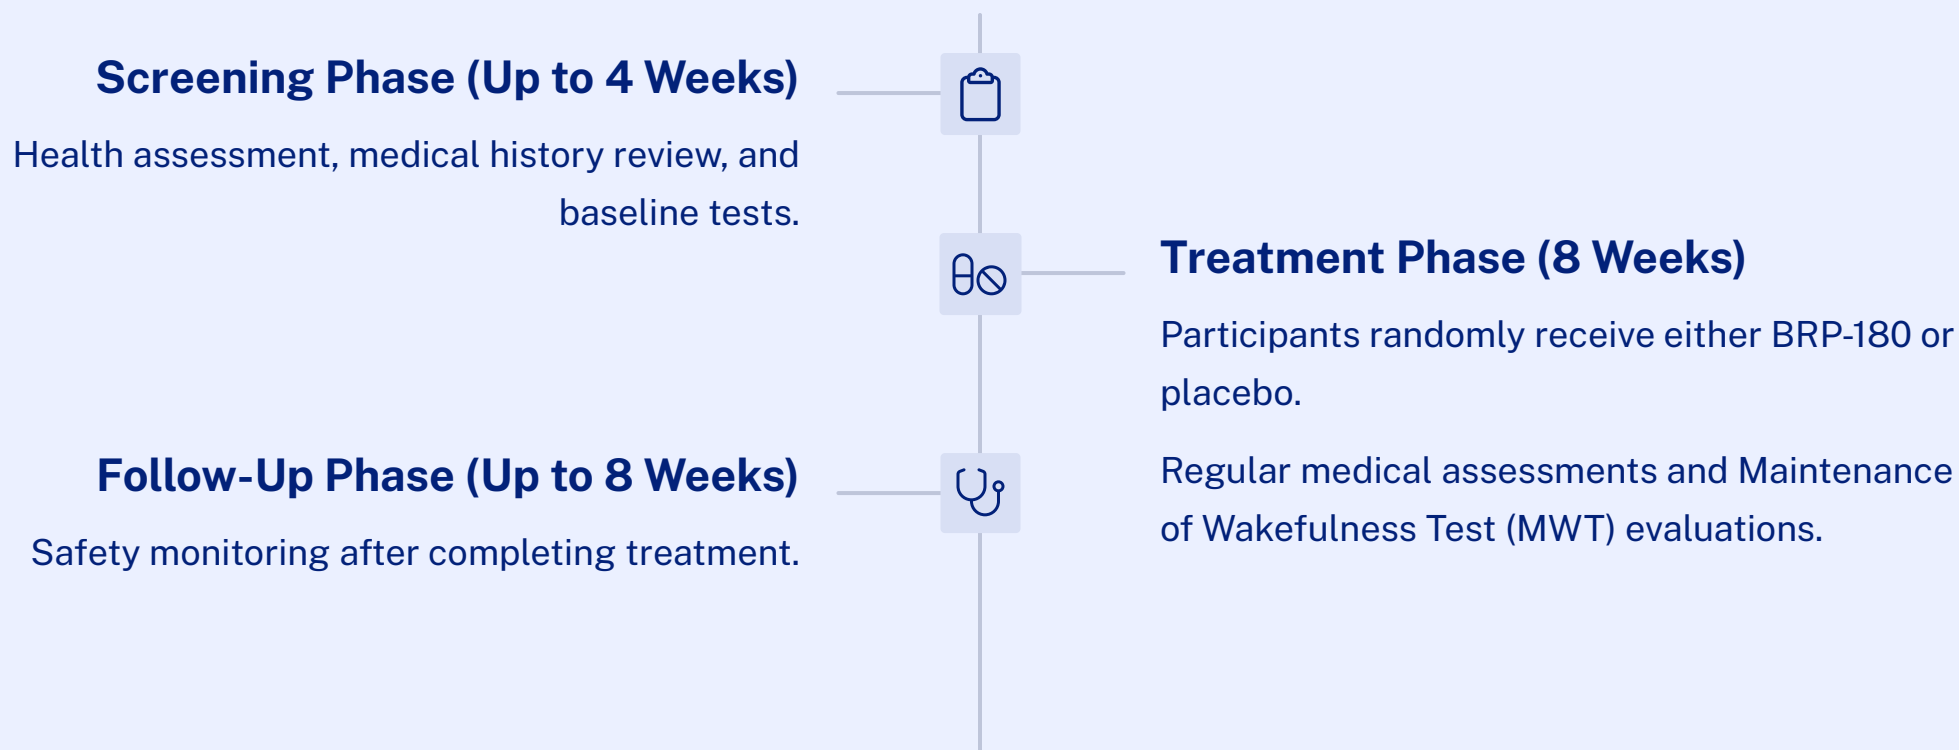 Screening Phase (Up to 4 Weeks)
Health assessment, medical history review, and
baseline tests.
Treatment Phase (8 Weeks)
Participants randomly receive either BRP-180 or
placebo.
Regular medical assessments and Maintenance
of Wakefulness Test (MWT) evaluations.
Follow-Up Phase (Up to 8 Weeks)
Safety monitoring after completing treatment.